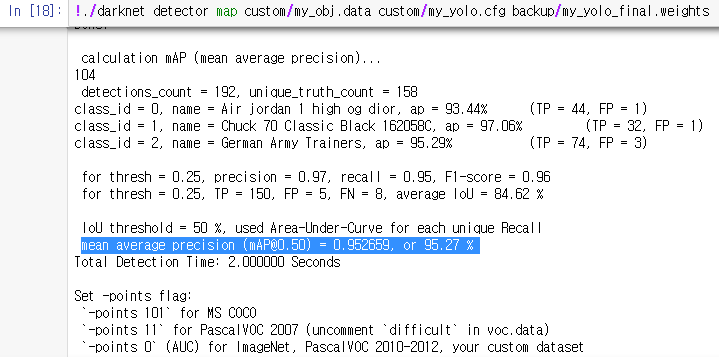 In [18]: !./darknet detector map custom/my_obj.data custom/my_yolo.cfg backup/my_yolo_final.weights
calculation mAP (mean average precision)...
104
detections_count = 192, unique_truth_count = 158
class_id = 0, name = Air jordan 1 high og dior, ap = 93.44% (TP = 44, FP = 1)
class_id = 1, name = Chuck 70 Classic Black 162058C, ap = 97.06% (TP = 32, FP = 1)
class_id = 2, name = German Army Trainers, ap = 95.29% (TP = 74, FP = 3)
for thresh = 0.25, precision = 0.97, recall = 0.95, F1-score = 0.96
for thresh = 0.25, TP = 150, FP = 5, FN = 8, average IoU = 84.62 %
IoU threshold = 50 %, used Area-Under-Curve for each unique Recall
mean average precision (mAP@0.50) = 0.952659, or 95.27 %
Total Detection Time: 2.000000 Seconds
Set -points flag:
`-points 101` for MS COCO
`-points 11` for PascalVOC 2007 (uncomment `difficult` in voc.data)
`-points 0` (AUC) for ImageNet, PascalVOC 2010-2012, your custom dataset